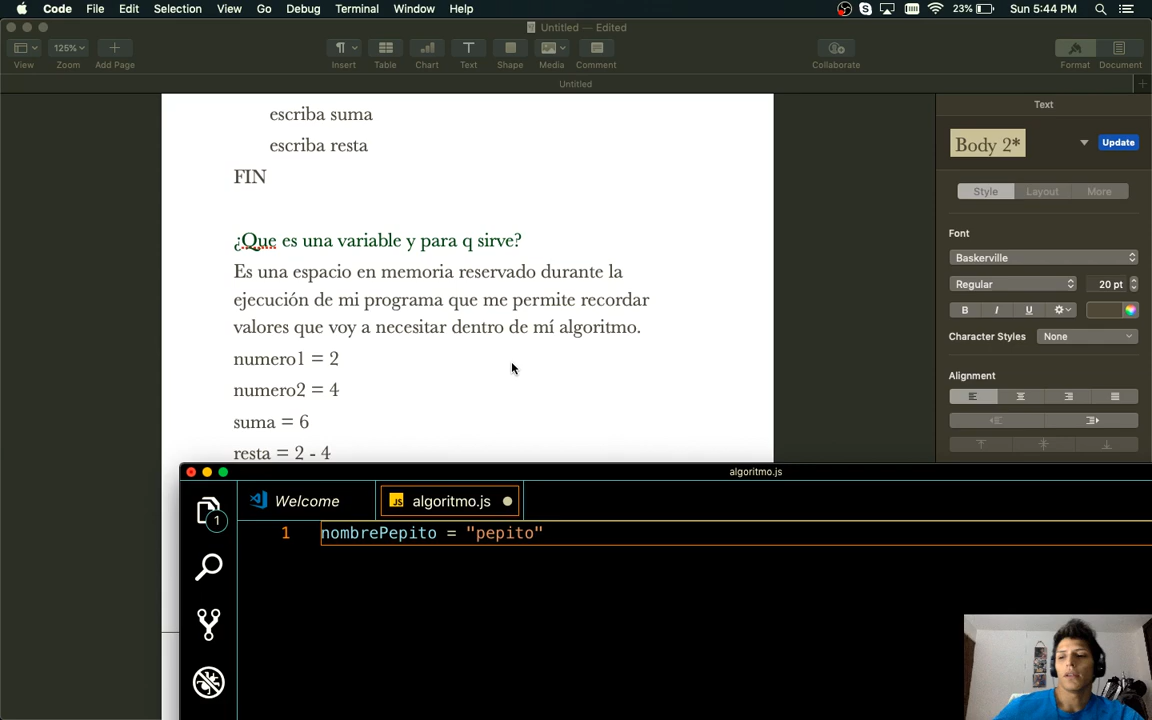 Code File Edit Selection View Go Debug Terminal Window Help 23% Sun 5:44 PM
Untitled — Edited
125%
View Zoom Add Page Insert Table Chart Text Shape Media Comment Collaborate Format Document
Untitled
Text
Body 2* Update
Style Layout More
Font
Baskerville
Regular 20 pt
B I U
Character Styles None
Alignment
escriba suma
escriba resta
FIN
¿Que es una variable y para q sirve?
Es una espacio en memoria reservado durante la
ejecución de mi programa que me permite recordar
valores que voy a necesitar dentro de mí algoritmo.
numero1 = 2
numero2 = 4
suma = 6
resta = 2 - 4
algoritmo.js
Welcome JS algoritmo.js
1
1 nombrePepito = "pepito"